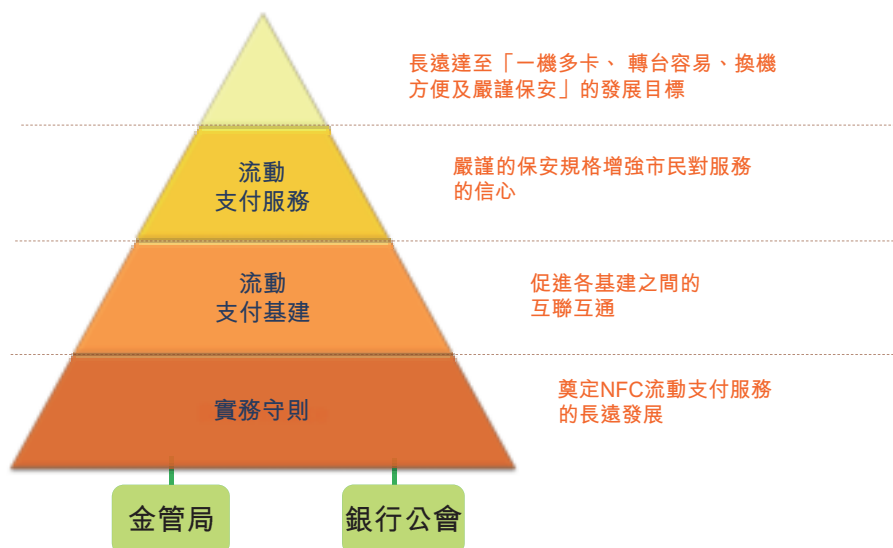 長遠達至「一機多卡、 轉台容易、換機
方便及嚴謹保安」的發展目標
流動
支付服務
嚴謹的保安規格增強市民對服務
的信心
流動
支付基建
促進各基建之間的
互聯互通
實務守則
奠定NFC流動支付服務
的長遠發展
金管局
銀行公會